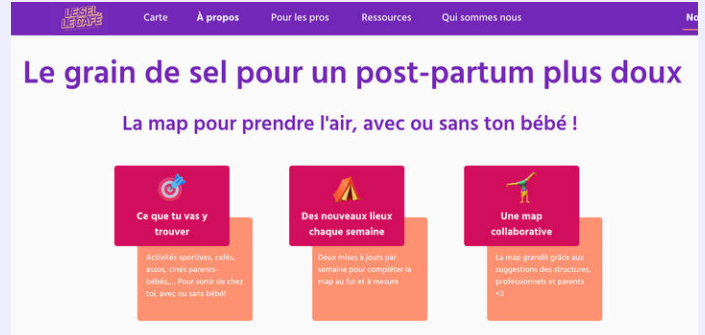 LE SEL
LE CAFÉ
Carte
À propos
Pour les pros
Ressources
Qui sommes nous
No
Le grain de sel pour un post-partum plus doux
La map pour prendre l'air, avec ou sans ton bébé !
Ce que tu vas y
trouver
Activités sportives, cafés,
assos, cinés parents-
bébés,... Pour sortir de chez
toi, avec ou sans bébé!
Des nouveaux lieux
chaque semaine
Deux mises à jours par
semaine pour compléter la
map au fur et à mesure
Une map
collaborative
La map grandit grâce aux
suggestions des structures,
professionnels et parents
<3